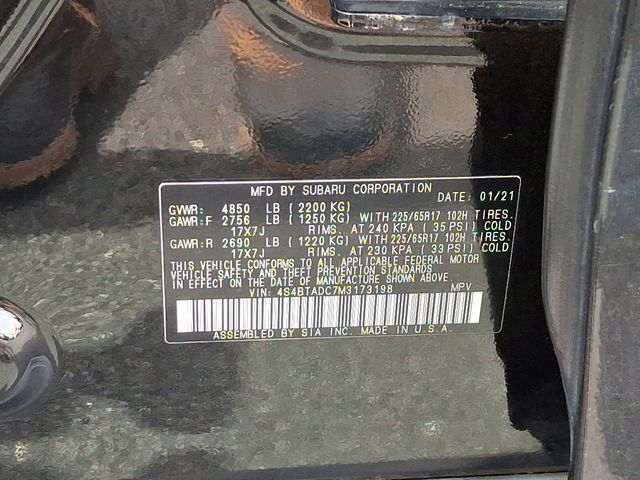 MFD BY SUBARU CORPORATION DATE: 01/21
GVWR: 4850 LB ( 2200 KG)
GAWR:F 2756 LB ( 1250 KG) WITH 225/65R17 102H TIRES.
17X7J RIMS. AT 240 KPA ( 35 PSI) COLD
GAWR:R 2690 LB ( 1220 KG) WITH 225/65R17 102H TIRES.
17X7J RIMS. AT 230 KPA ( 33 PSI) COLD
THIS VEHICLE CONFORMS TO ALL APPLICABLE FEDERAL MOTOR
VEHICLE SAFETY AND THEFT PREVENTION STANDARDS
IN EFFECT ON THE DATE OF MANUFACTURE SHOWN ABOVE.
VIN: 4S4BTADC7M3173198 MPV
ASSEMBLED BY SIA INC. MADE IN U.S.A.